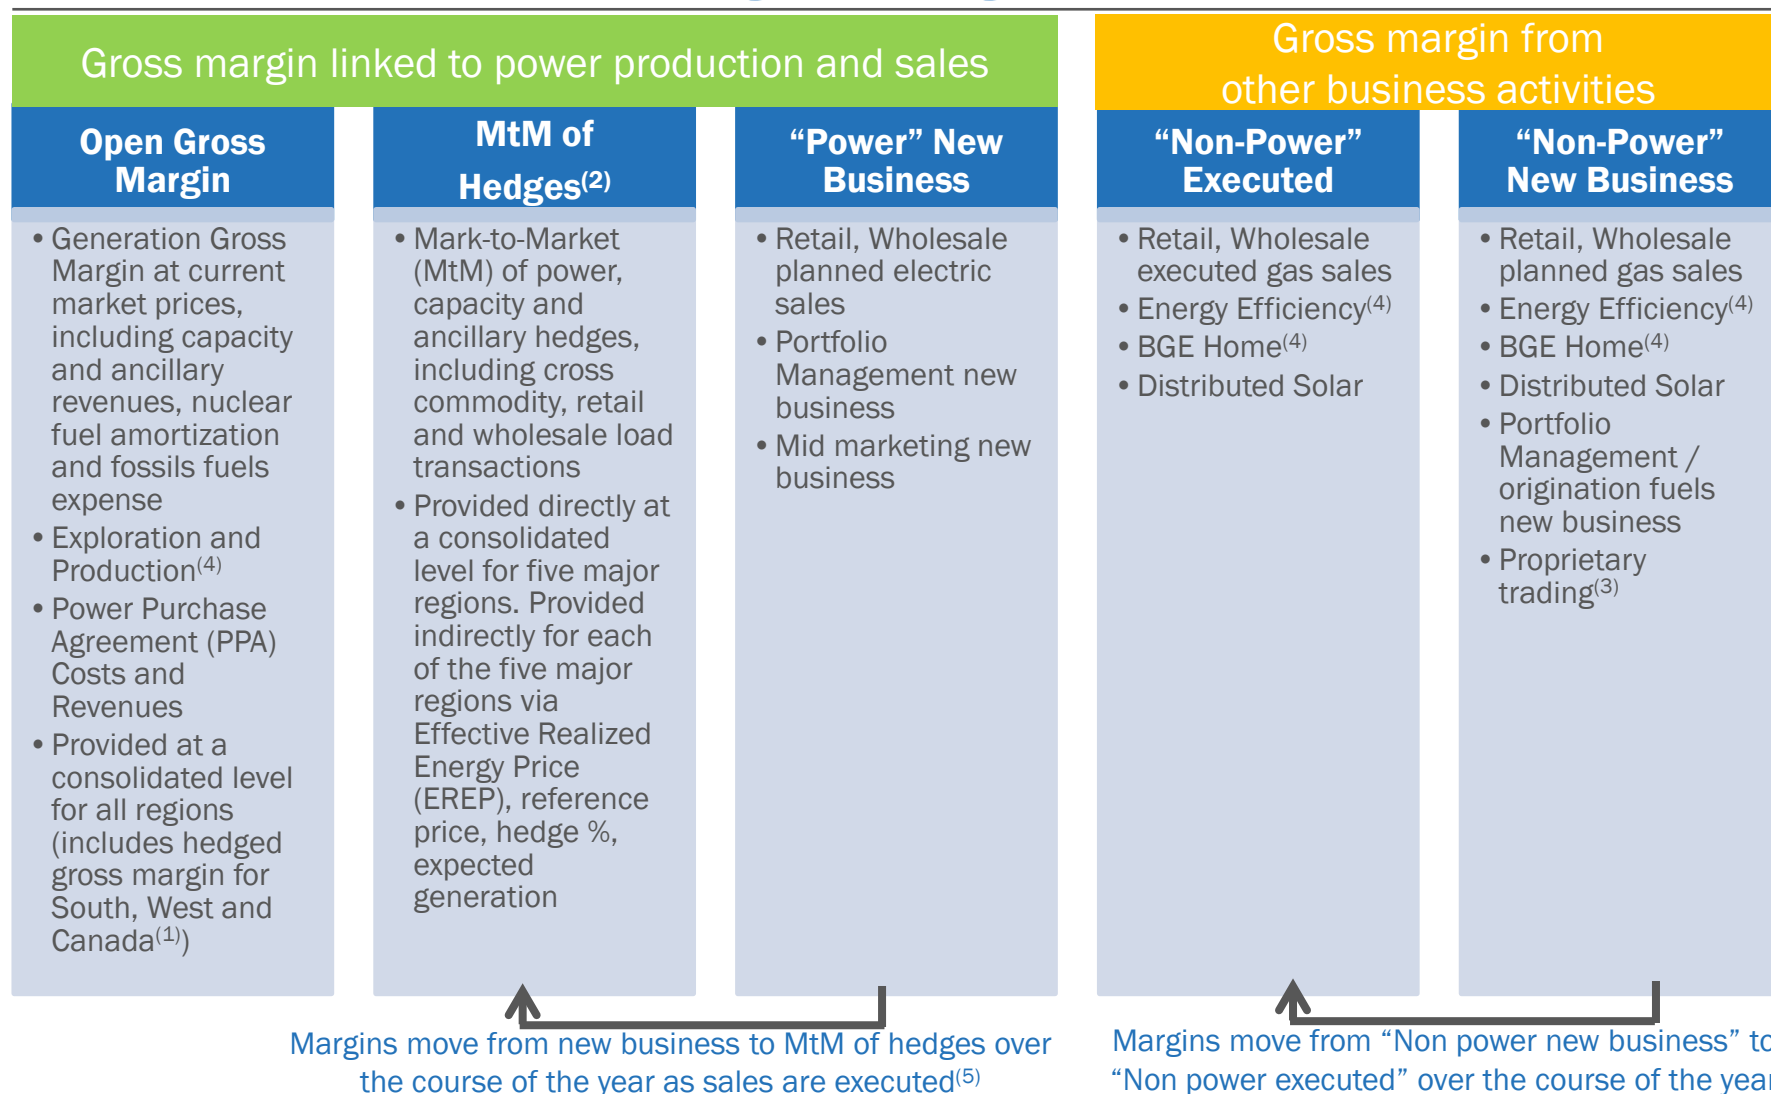 Gross margin linked to power production and sales
Gross margin from
other business activities
Open Gross
Margin
• Generation Gross
Margin at current
market prices,
including capacity
and ancillary
revenues, nuclear
fuel amortization
and fossils fuels
expense
• Exploration and
Production(4)
• Power Purchase
Agreement (PPA)
Costs and
Revenues
• Provided at a
consolidated level
for all regions
(includes hedged
gross margin for
South, West and
Canada(1))
MtM of
Hedges(2)
• Mark-to-Market
(MtM) of power,
capacity and
ancillary hedges,
including cross
commodity, retail
and wholesale load
transactions
• Provided directly at
a consolidated
level for five major
regions. Provided
indirectly for each
of the five major
regions via
Effective Realized
Energy Price
(EREP), reference
price, hedge %,
expected
generation
“Power” New
Business
• Retail, Wholesale
planned electric
sales
• Portfolio
Management new
business
• Mid marketing new
business
“Non-Power”
Executed
• Retail, Wholesale
executed gas sales
• Energy Efficiency(4)
• BGE Home(4)
• Distributed Solar
“Non-Power”
New Business
• Retail, Wholesale
planned gas sales
• Energy Efficiency(4)
• BGE Home(4)
• Distributed Solar
• Portfolio
Management /
origination fuels
new business
• Proprietary
trading(3)
Margins move from new business to MtM of hedges over
the course of the year as sales are executed(5)
Margins move from “Non power new business” to
“Non power executed” over the course of the year